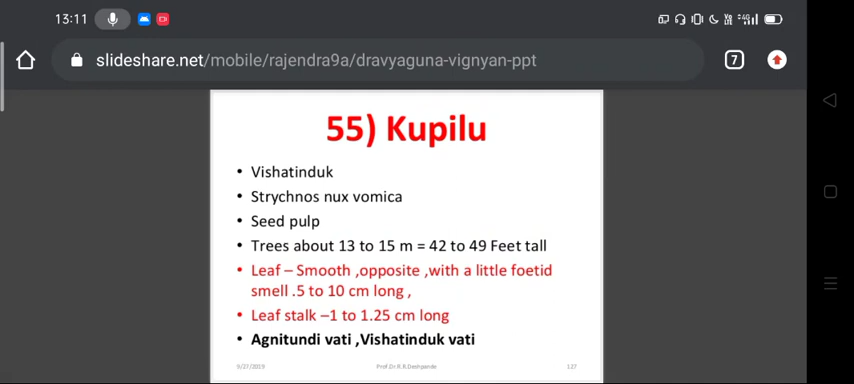 13:11
slideshare.net/mobile/rajendra9a/dravyaguna-vignyan-ppt
7
55) Kupilu
• Vishatinduk
• Strychnos nux vomica
• Seed pulp
• Trees about 13 to 15 m = 42 to 49 Feet tall
• Leaf – Smooth ,opposite ,with a little foetid
smell .5 to 10 cm long ,
• Leaf stalk –1 to 1.25 cm long
• Agnitundi vati ,Vishatinduk vati
9/27/2019 Prof.Dr.R.R.Deshpande 127